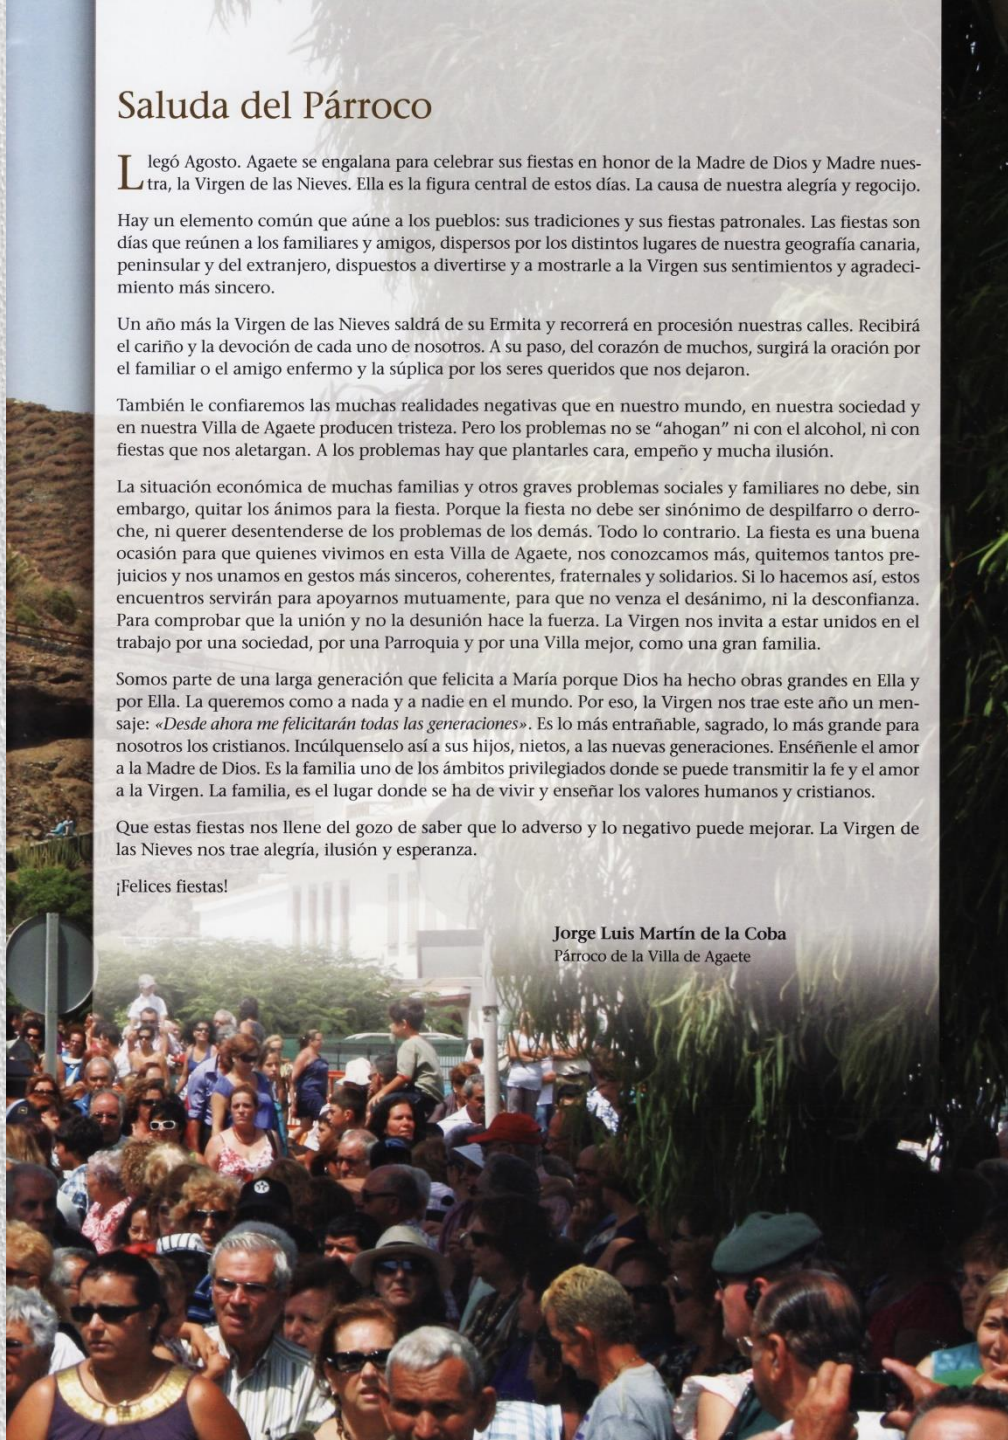 Saluda del Párroco
Llegó Agosto. Agaete se engalana para celebrar sus fiestas en honor de la Madre de Dios y Madre nues-
tra, la Virgen de las Nieves. Ella es la figura central de estos días. La causa de nuestra alegría y regocijo.
Hay un elemento común que aúne a los pueblos: sus tradiciones y sus fiestas patronales. Las fiestas son
días que reúnen a los familiares y amigos, dispersos por los distintos lugares de nuestra geografía canaria,
peninsular y del extranjero, dispuestos a divertirse y a mostrarle a la Virgen sus sentimientos y agradeci-
miento más sincero.
Un año más la Virgen de las Nieves saldrá de su Ermita y recorrerá en procesión nuestras calles. Recibirá
el cariño y la devoción de cada uno de nosotros. A su paso, del corazón de muchos, surgirá la oración por
el familiar o el amigo enfermo y la súplica por los seres queridos que nos dejaron.
También le confiaremos las muchas realidades negativas que en nuestro mundo, en nuestra sociedad y
en nuestra Villa de Agaete producen tristeza. Pero los problemas no se “ahogan” ni con el alcohol, ni con
fiestas que nos aletargan. A los problemas hay que plantarles cara, empeño y mucha ilusión.
La situación económica de muchas familias y otros graves problemas sociales y familiares no debe, sin
embargo, quitar los ánimos para la fiesta. Porque la fiesta no debe ser sinónimo de despilfarro o derro-
che, ni querer desentenderse de los problemas de los demás. Todo lo contrario. La fiesta es una buena
ocasión para que quienes vivimos en esta Villa de Agaete, nos conozcamos más, quitemos tantos pre-
juicios y nos unamos en gestos más sinceros, coherentes, fraternales y solidarios. Si lo hacemos así, estos
encuentros servirán para apoyarnos mutuamente, para que no venza el desánimo, ni la desconfianza.
Para comprobar que la unión y no la desunión hace la fuerza. La Virgen nos invita a estar unidos en el
trabajo por una sociedad, por una Parroquia y por una Villa mejor, como una gran familia.
Somos parte de una larga generación que felicita a María porque Dios ha hecho obras grandes en Ella y
por Ella. La queremos como a nada y a nadie en el mundo. Por eso, la Virgen nos trae este año un men-
saje: «Desde ahora me felicitarán todas las generaciones». Es lo más entrañable, sagrado, lo más grande para
nosotros los cristianos. Incúlquenselo así a sus hijos, nietos, a las nuevas generaciones. Enséñenle el amor
a la Madre de Dios. Es la familia uno de los ámbitos privilegiados donde se puede transmitir la fe y el amor
a la Virgen. La familia, es el lugar donde se ha de vivir y enseñar los valores humanos y cristianos.
Que estas fiestas nos llene del gozo de saber que lo adverso y lo negativo puede mejorar. La Virgen de
las Nieves nos trae alegría, ilusión y esperanza.
¡Felices fiestas!
Jorge Luis Martín de la Coba
Párroco de la Villa de Agaete